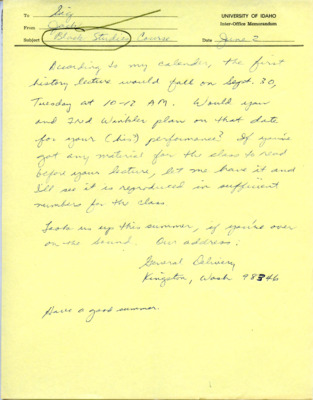 To Sig
UNIVERSITY OF IDAHO
From Jackie
Inter-Office Memorandum
Subject Black Studies Course
Date June 2
According to my calendar, the first
history lecture would fall on Sept. 30,
Tuesday at 10-12 A.M. Would you
and Fred Winkler plan on that date
for your (his) performance? If you've
got any material for the class to read
before your lecture, let me have it and
I'll see it is reproduced in sufficient
numbers for the class.
Look us up this summer, if you're over
on the Sound. Our address:
General Delivery
Kingston, Wash 98346
Have a good summer.